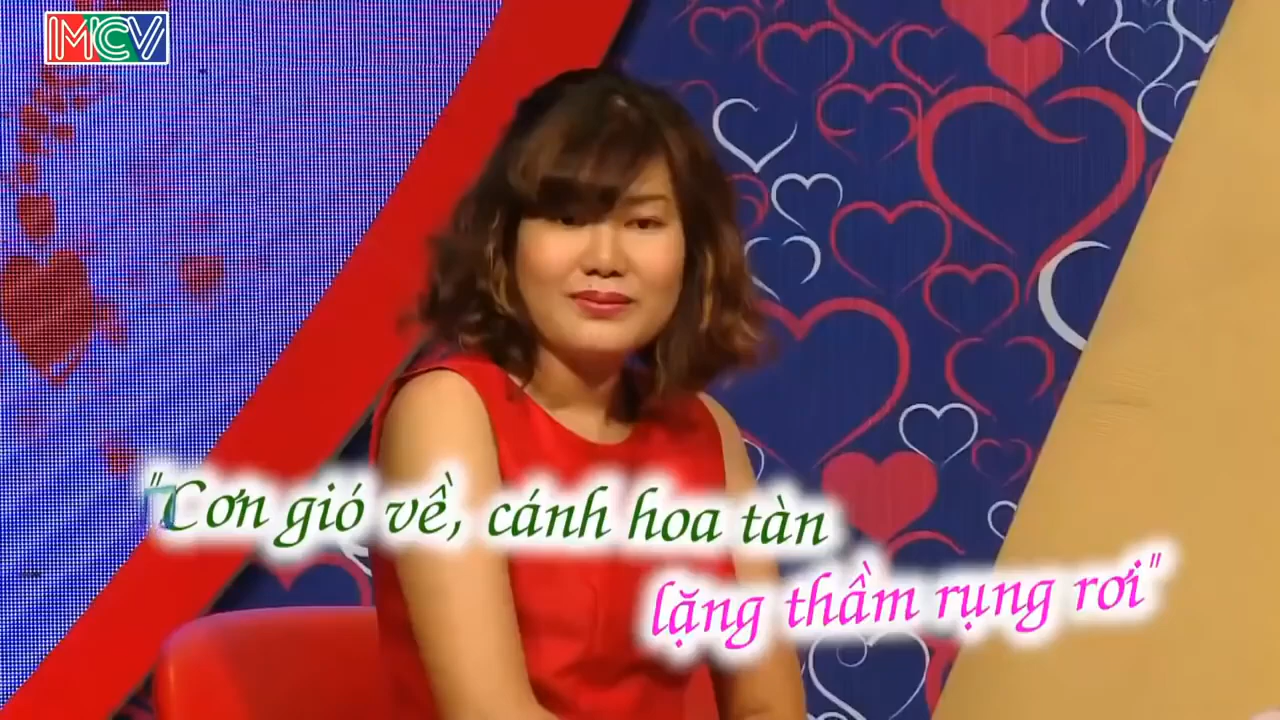 MCV
"Cơn gió về, cánh hoa tàn
lặng thầm rụng rơi"